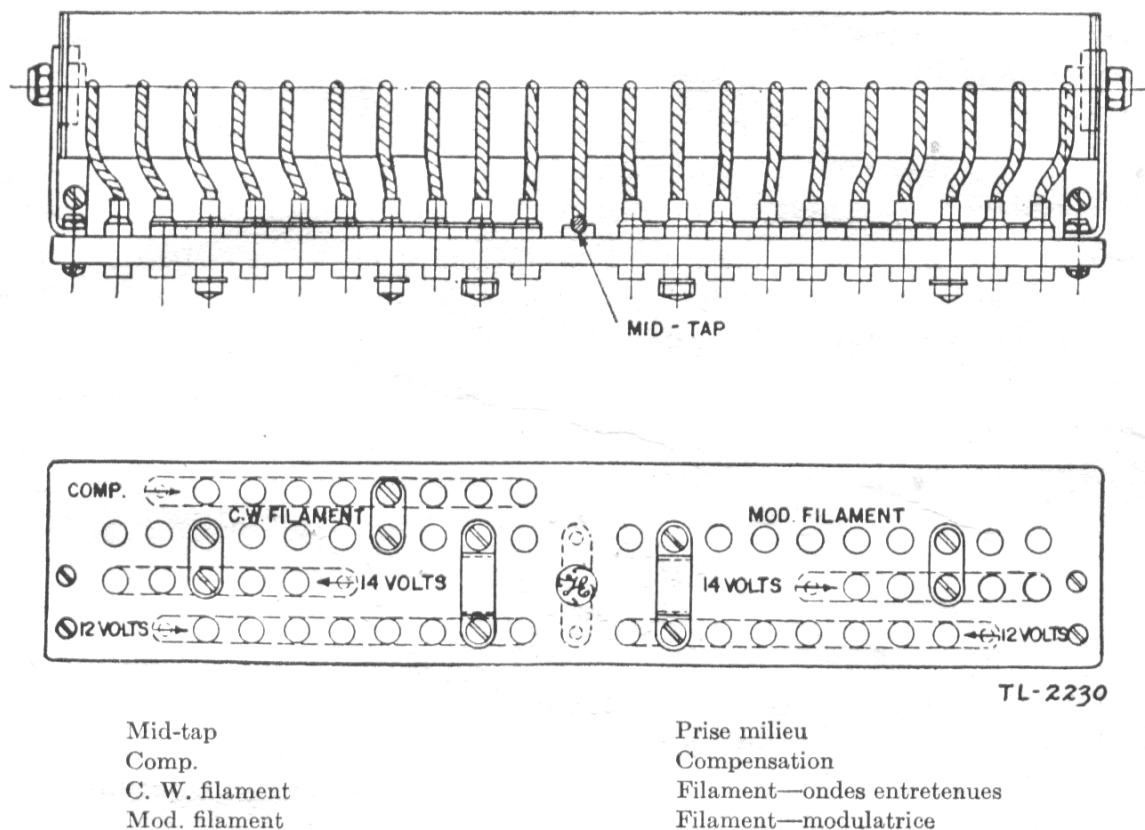 MID - TAP
COMP.
C.W. FILAMENT
MOD. FILAMENT
14 VOLTS
14 VOLTS
12 VOLTS
12 VOLTS
TL-2230
Mid-tap
Prise milieu
Comp.
Compensation
C. W. filament
Filament—ondes entretenues
Mod. filament
Filament—modulatrice